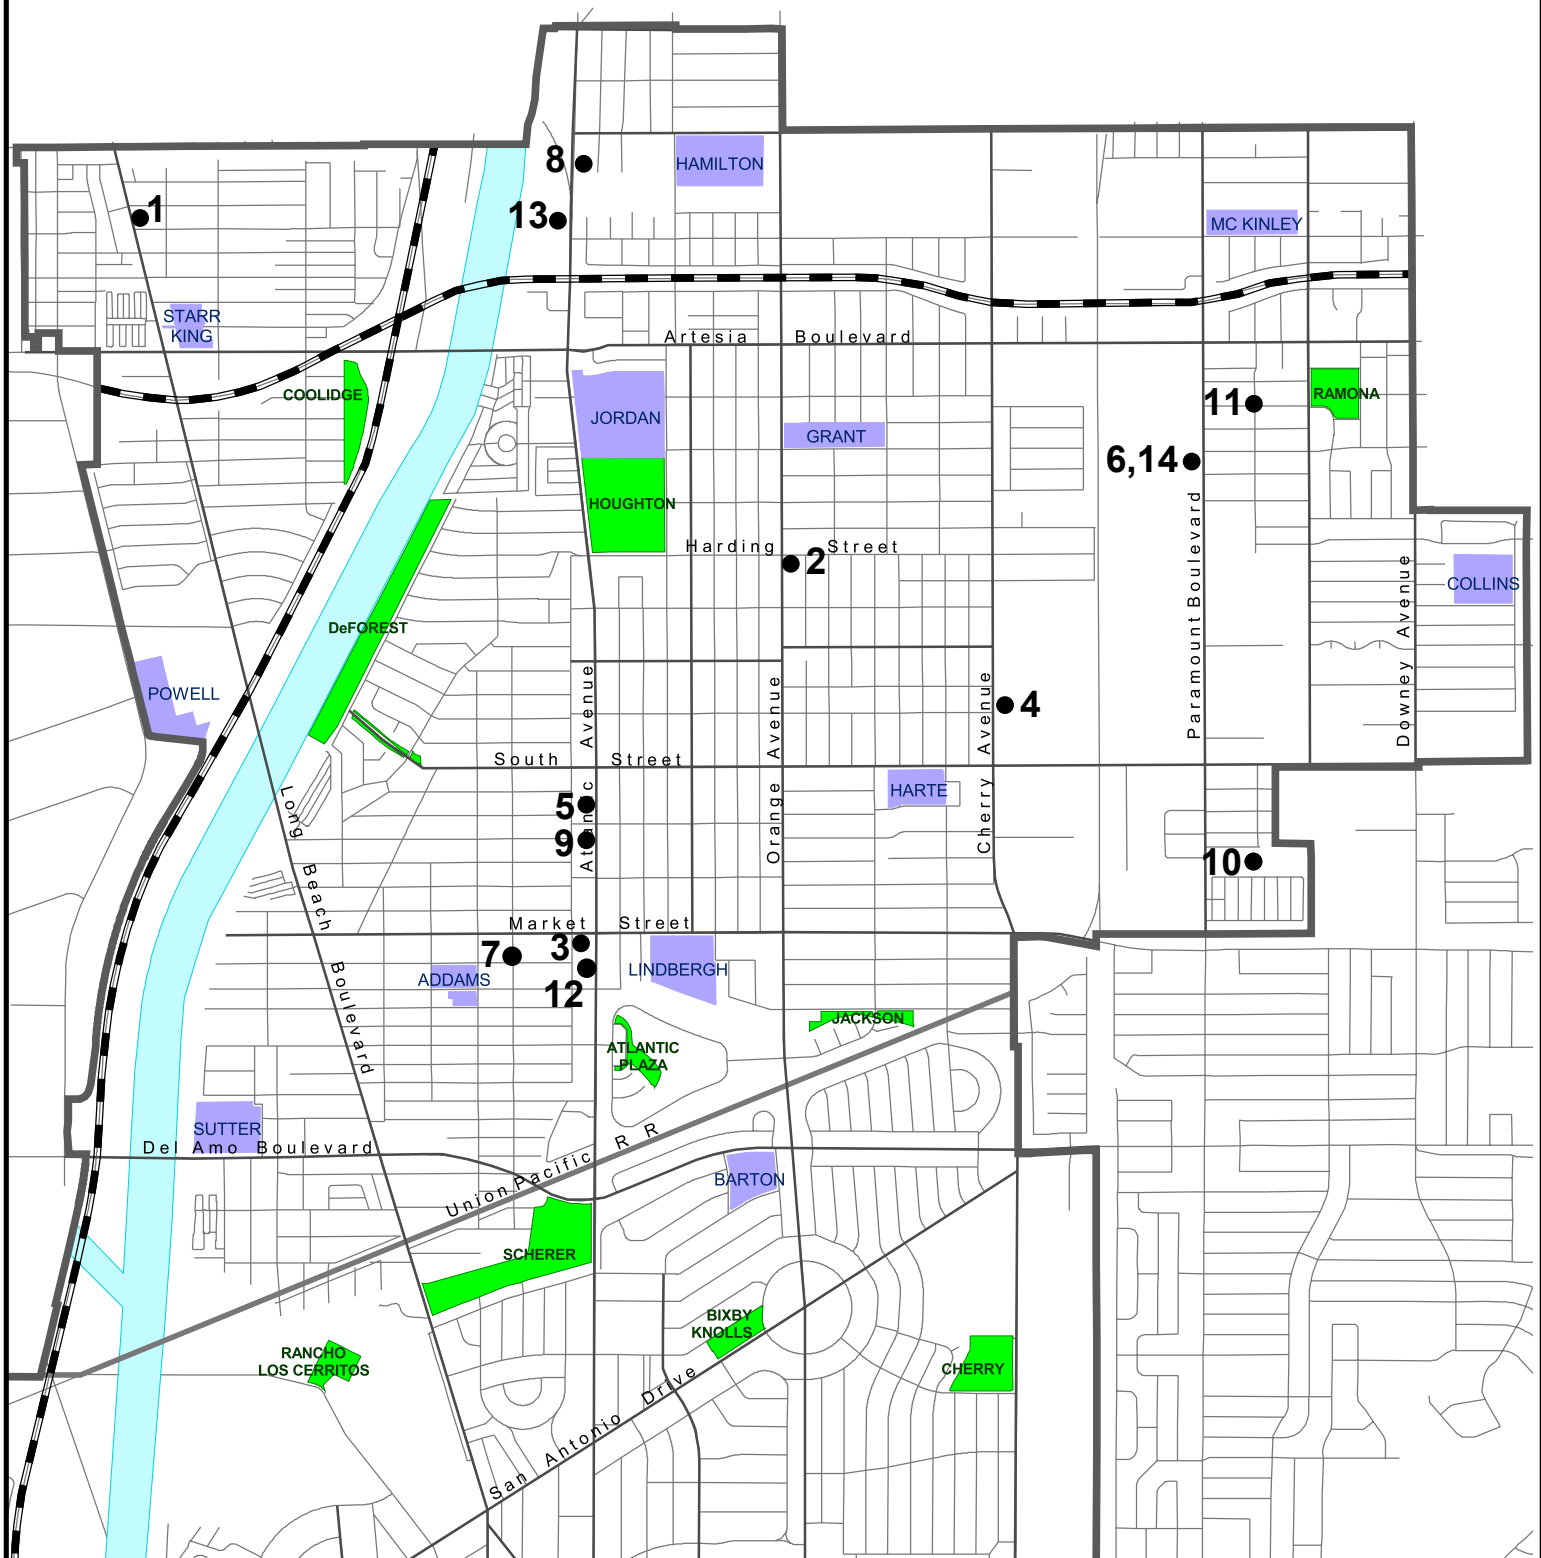 8
HAMILTON
1
13
MC KINLEY
STARR
KING
Artesia Boulevard
COOLIDGE
RAMONA
11
JORDAN
GRANT
6,14
HOUGHTON
Harding Street
2
COLLINS
DeFOREST
Paramount Boulevard
Downey Avenue
POWELL
Atlantic Avenue
Orange Avenue
Cherry Avenue
4
South Street
HARTE
5
9
10
Long Beach Boulevard
Market Street
7
3
ADDAMS
LINDBERGH
12
JACKSON
ATLANTIC
PLAZA
SUTTER
Del Amo Boulevard
Union Pacific R R
BARTON
SCHERER
BIXBY
KNOLLS
RANCHO
LOS CERRITOS
CHERRY
San Antonio Drive